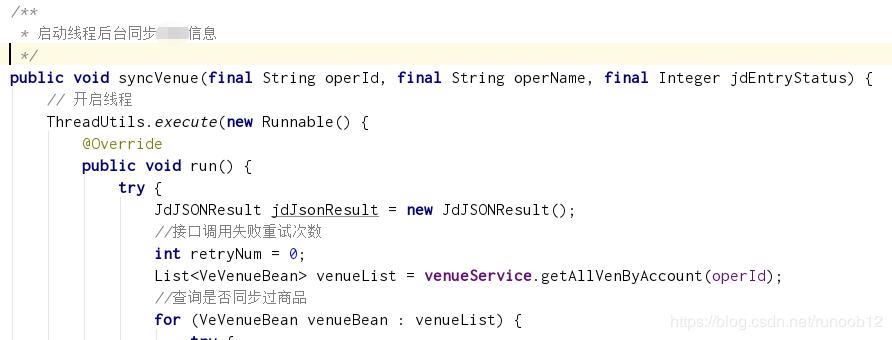 /**
 * 启动线程后台同步 信息
 */
public void syncVenue(final String operId, final String operName, final Integer jdEntryStatus) {
    // 开启线程
    ThreadUtils.execute(new Runnable() {
        @Override
        public void run() {
            try {
                JdJSONResult jdJsonResult = new JdJSONResult();
                //接口调用失败重试次数
                int retryNum = 0;
                List<VeVenueBean> venueList = venueService.getAllVenByAccount(operId);
                //查询是否同步过商品
                for (VeVenueBean venueBean : venueList) {
                    try {
https://blog.csdn.net/runoob12